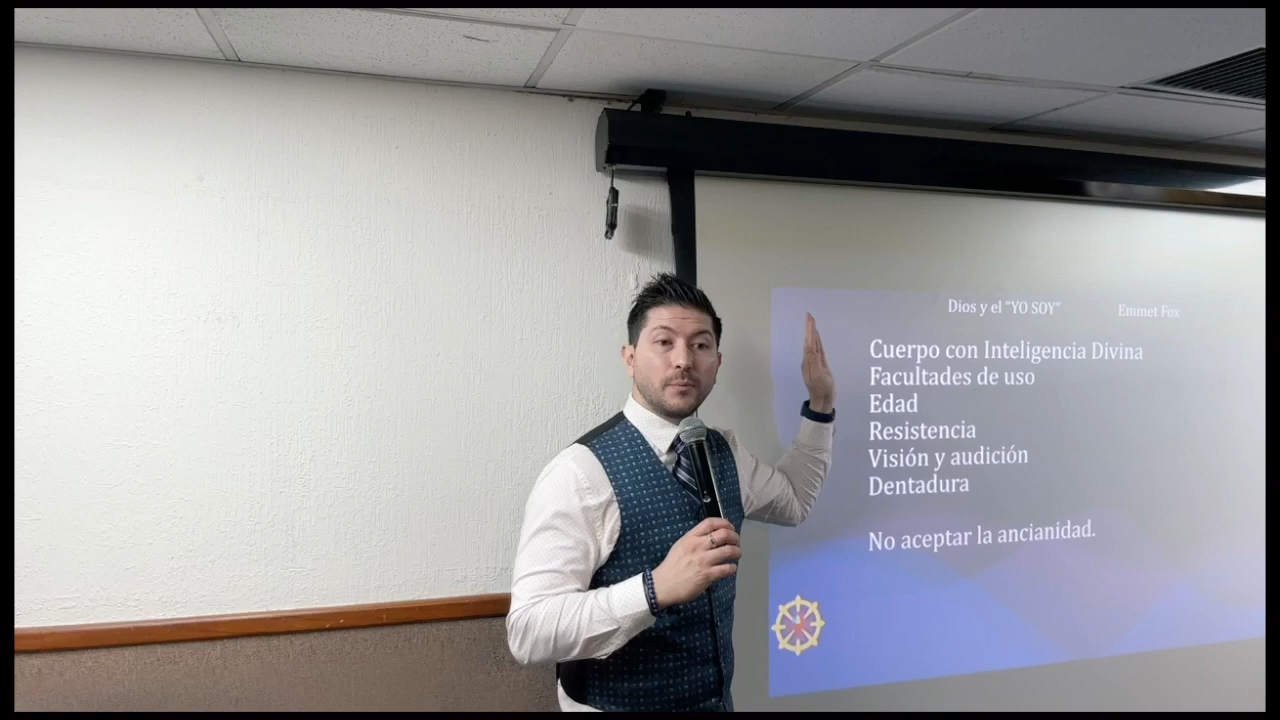 Dios y el "YO SOY" Emmet Fox
Cuerpo con Inteligencia Divina
Facultades de uso
Edad
Resistencia
Visión y audición
Dentadura
No aceptar la ancianidad.